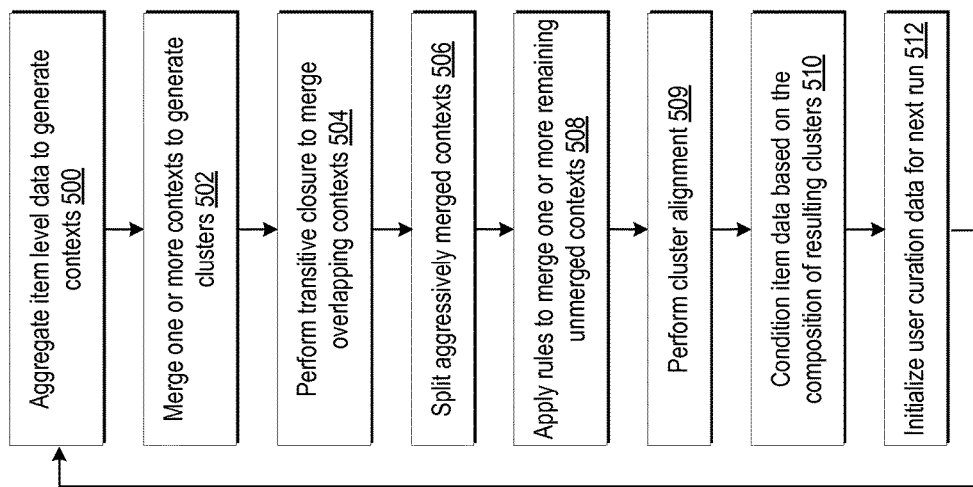 Aggregate item level data to generate
contexts 500
Merge one or more contexts to generate
clusters 502
Perform transitive closure to merge
overlapping contexts 504
Split aggressively merged contexts 506
Apply rules to merge one or more remaining
unmerged contexts 508
Perform cluster alignment 509
Condition item data based on the
composition of resulting clusters 510
Initialize user curation data for next run 512